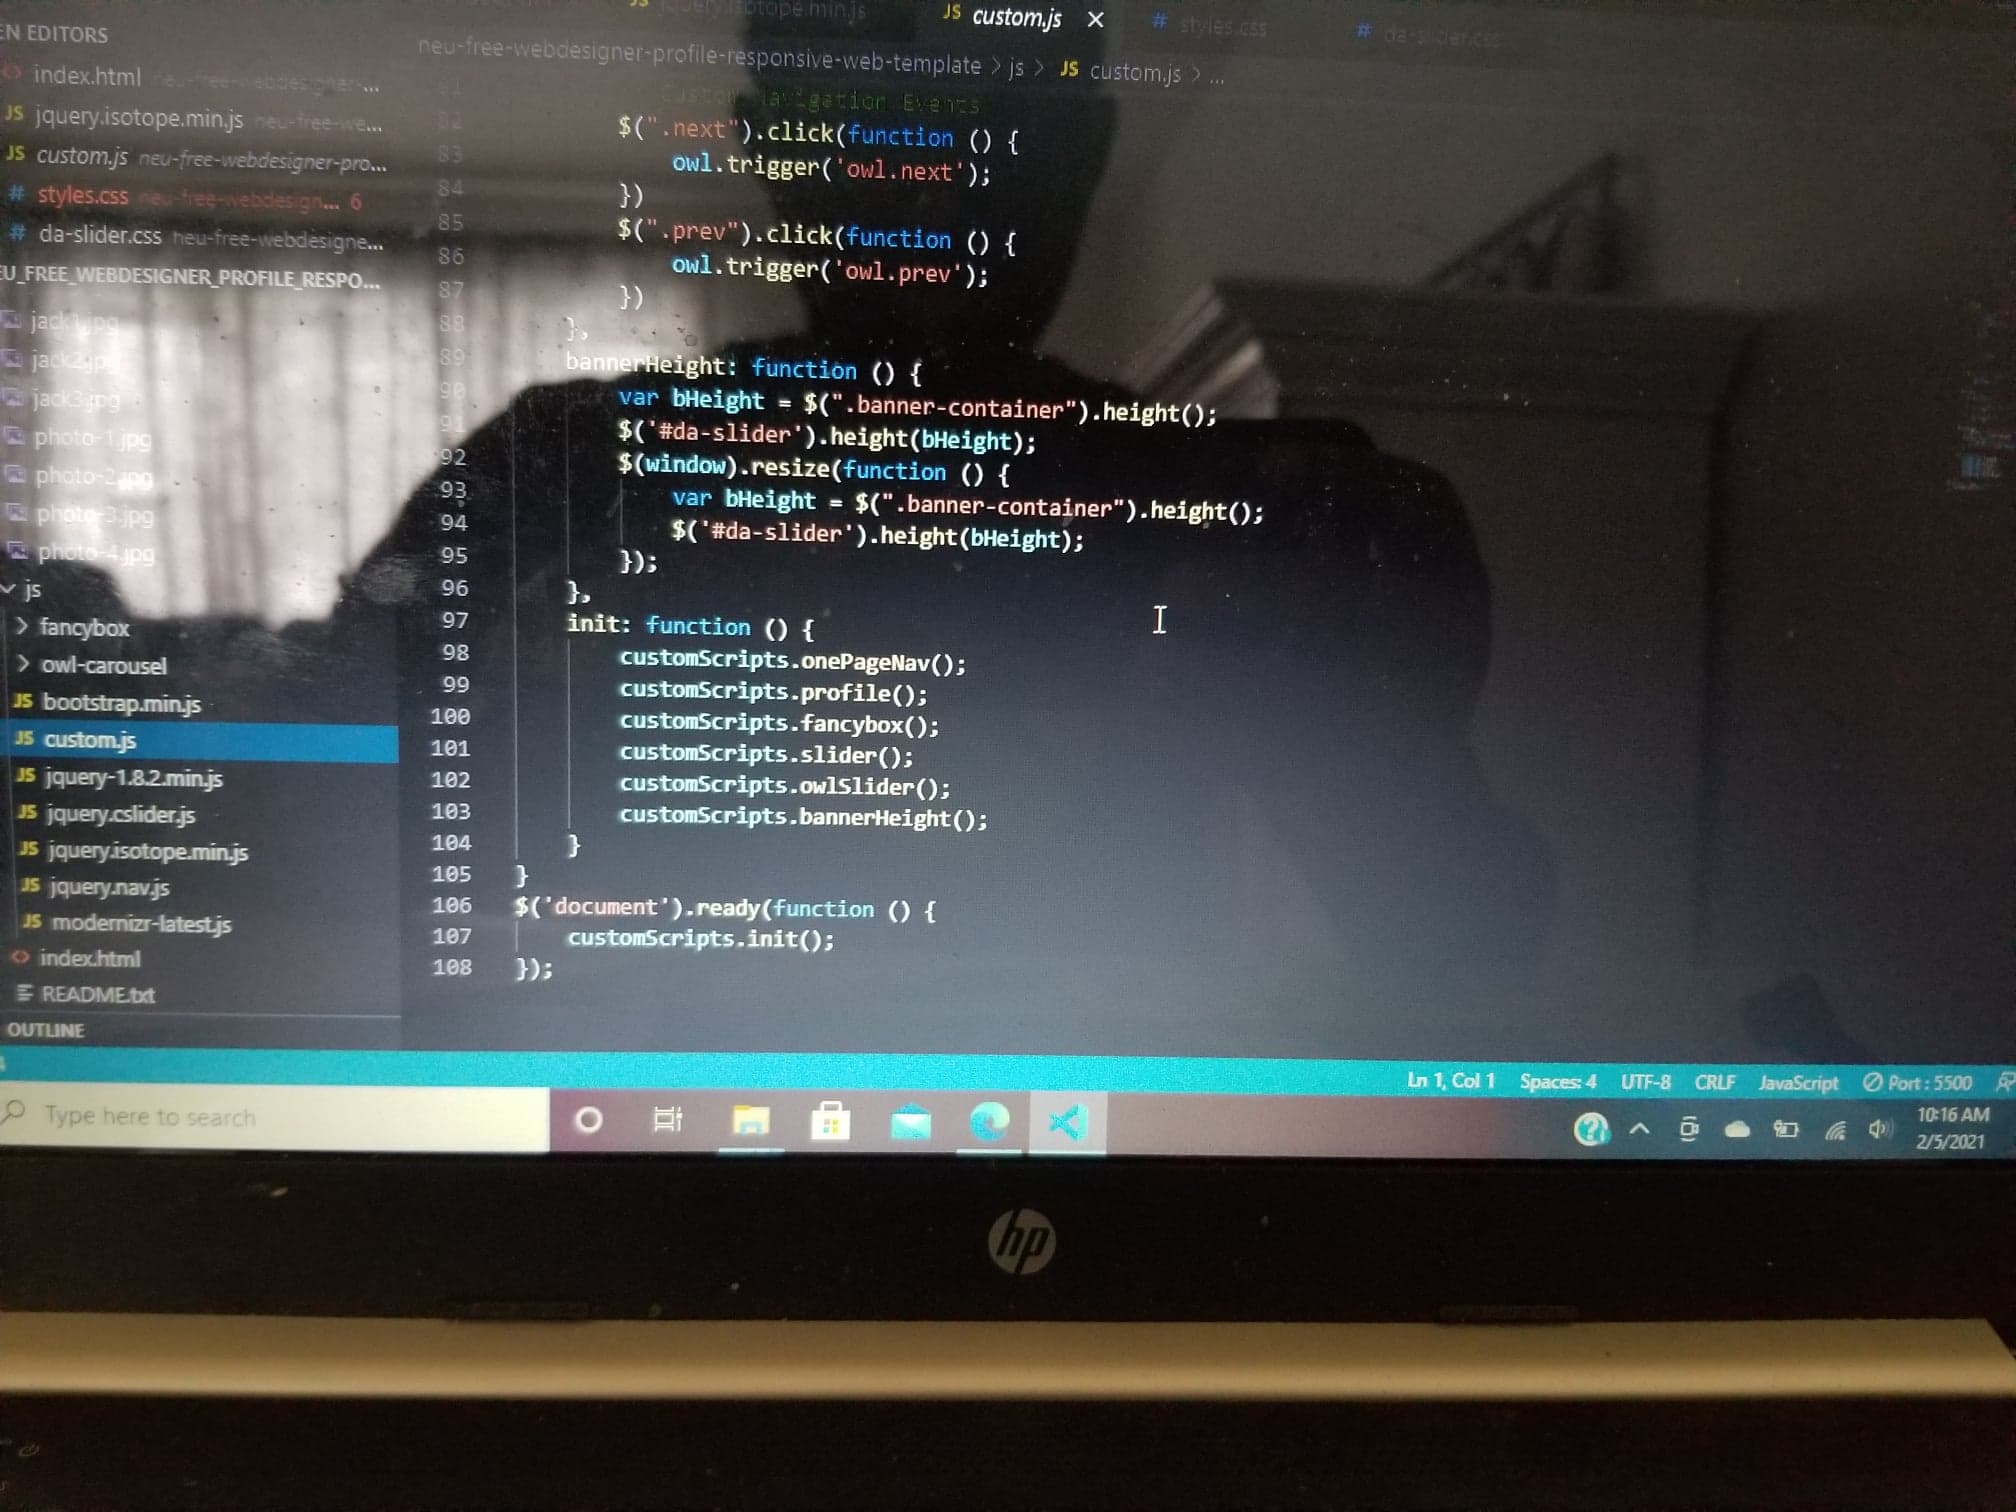 JS jquery.isotope.min.js
JS custom.js ×
# styles.css
# da-slider.css
EN EDITORS
index.html neu-free-webdesigner-...
JS jquery.isotope.min.js neu-free-we...
JS custom.js neu-free-webdesigner-pro...
# styles.css neu-free-webdesign... 6
# da-slider.css neu-free-webdesigne...
EU_FREE_WEBDESIGNER_PROFILE_RESPO...
jack1.jpg
jack2.jpg
jack3.jpg
photo-1.jpg
photo-2.jpg
photo-3.jpg
photo-4.jpg
js
> fancybox
> owl-carousel
JS bootstrap.min.js
JS custom.js
JS jquery-1.8.2.min.js
JS jquery.cslider.js
JS jquery.isotope.min.js
JS jquery.nav.js
JS modernizr-latest.js
<> index.html
README.txt
OUTLINE
neu-free-webdesigner-profile-responsive-web-template > js > JS custom.js > ...
81 Custom Navigation Events
82 $(".next").click(function () {
83 owl.trigger('owl.next');
84 })
85 $(".prev").click(function () {
86 owl.trigger('owl.prev');
87 })
88 },
89 bannerHeight: function () {
90 var bHeight = $(".banner-container").height();
91 $('#da-slider').height(bHeight);
92 $(window).resize(function () {
93 var bHeight = $(".banner-container").height();
94 $('#da-slider').height(bHeight);
95 });
96 },
97 init: function () {
98 customScripts.onePageNav();
99 customScripts.profile();
100 customScripts.fancybox();
101 customScripts.slider();
102 customScripts.owlSlider();
103 customScripts.bannerHeight();
104 }
105 }
106 $('document').ready(function () {
107 customScripts.init();
108 });
Ln 1, Col 1 Spaces: 4 UTF-8 CRLF JavaScript Port : 5500
Type here to search
10:16 AM
2/5/2021
hp